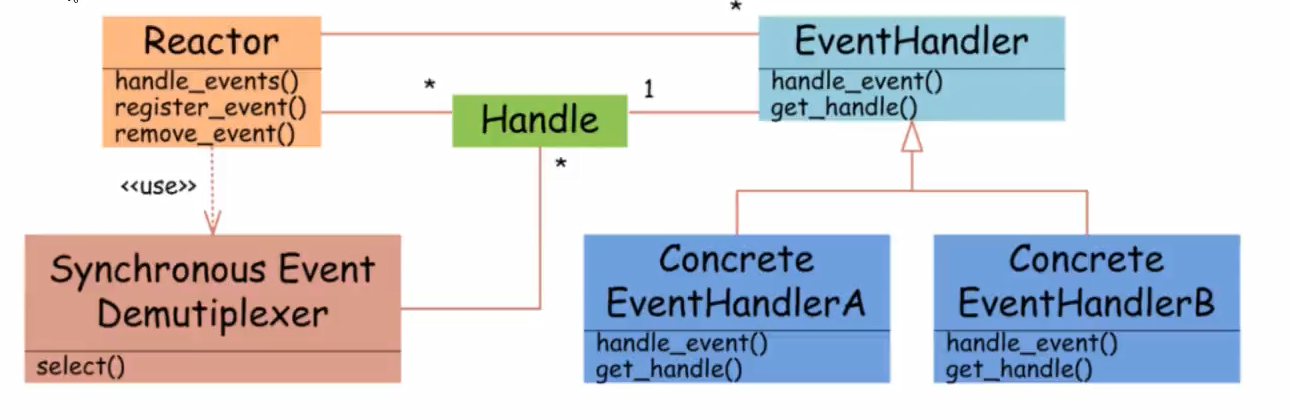 *
Reactor
handle_events()
register_event()
remove_event()
EventHandler
handle_event()
get_handle()
*
1
Handle
*
<<use>>
Synchronous Event
Demutiplexer
select()
Concrete
EventHandlerA
handle_event()
get_handle()
Concrete
EventHandlerB
handle_event()
get_handle()